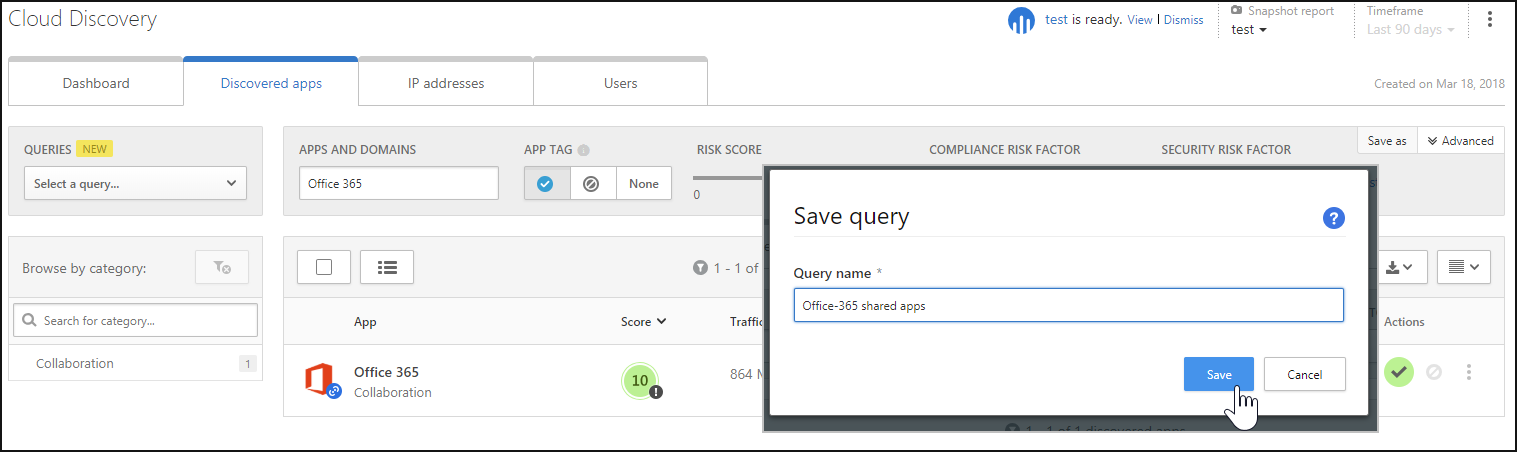 Cloud Discovery
test is ready. View | Dismiss
Snapshot report
test
Timeframe
Last 90 days
Dashboard
Discovered apps
IP addresses
Users
Created on Mar 18, 2018
QUERIES NEW
Select a query...
APPS AND DOMAINS
Office 365
APP TAG
None
RISK SCORE
0
COMPLIANCE RISK FACTOR
SECURITY RISK FACTOR
Save as
Advanced
Browse by category:
Search for category...
Collaboration 1
1 - 1 of
App
Score
Traffi
Actions
Office 365
Collaboration
10
864 M
Save query
?
Query name *
Office-365 shared apps
Save
Cancel
1 - 1 of 1 discovered apps